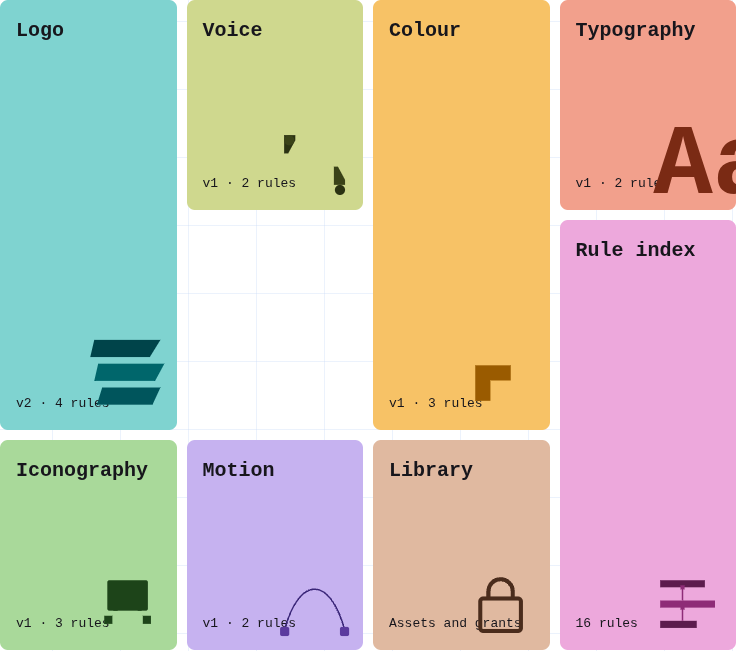 Logo
v2 · 4 rules
Voice
v1 · 2 rules
Colour
v1 · 3 rules
Typography
Aa
v1 · 2 rule
Rule index
16 rules
Iconography
v1 · 3 rules
Motion
v1 · 2 rules
Library
Assets and grants